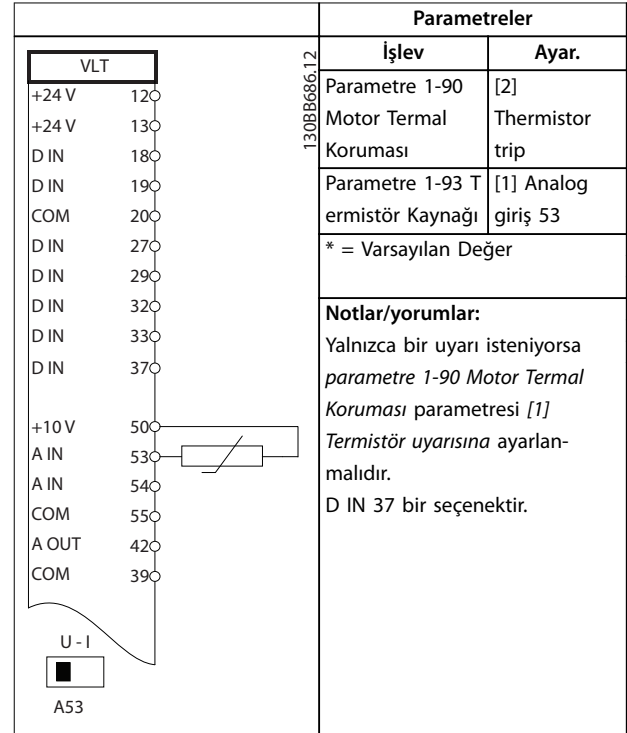 Parametreler
İşlev Ayar.
Parametre 1-90 [2]
Motor Termal Thermistor
Koruması trip
Parametre 1-93 T [1] Analog
ermistör Kaynağı giriş 53
* = Varsayılan Değer
Notlar/yorumlar:
Yalnızca bir uyarı isteniyorsa
parametre 1-90 Motor Termal
Koruması parametresi [1]
Termistör uyarısına ayarlan-
malıdır.
D IN 37 bir seçenektir.
VLT
+24 V 12
+24 V 13
D IN 18
D IN 19
COM 20
D IN 27
D IN 29
D IN 32
D IN 33
D IN 37
+10 V 50
A IN 53
A IN 54
COM 55
A OUT 42
COM 39
U - I
A53
130BB686.12